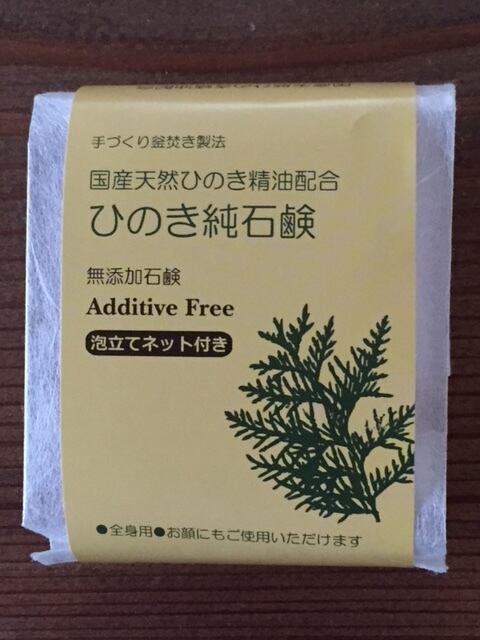 手づくり釜焚き製法
国産天然ひのき精油配合
ひのき純石鹸
無添加石鹸
Additive Free
泡立てネット付き
●全身用●お顔にもご使用いただけます